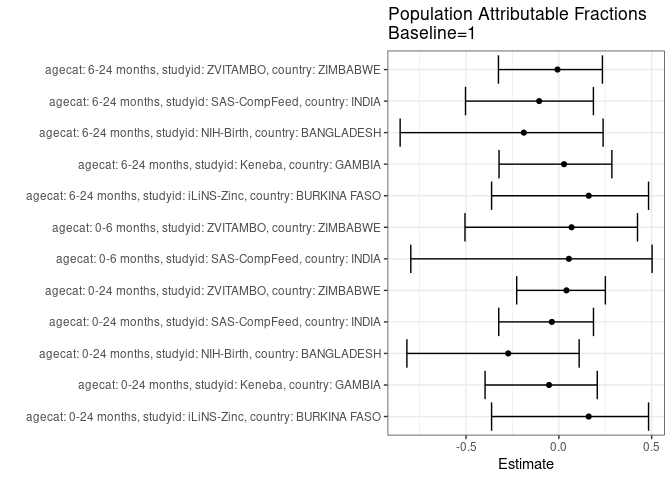 Population Attributable Fractions
Baseline=1
agecat: 6-24 months, studyid: ZVITAMBO, country: ZIMBABWE
agecat: 6-24 months, studyid: SAS-CompFeed, country: INDIA
agecat: 6-24 months, studyid: NIH-Birth, country: BANGLADESH
agecat: 6-24 months, studyid: Keneba, country: GAMBIA
agecat: 6-24 months, studyid: iLiNS-Zinc, country: BURKINA FASO
agecat: 0-6 months, studyid: ZVITAMBO, country: ZIMBABWE
agecat: 0-6 months, studyid: SAS-CompFeed, country: INDIA
agecat: 0-24 months, studyid: ZVITAMBO, country: ZIMBABWE
agecat: 0-24 months, studyid: SAS-CompFeed, country: INDIA
agecat: 0-24 months, studyid: NIH-Birth, country: BANGLADESH
agecat: 0-24 months, studyid: Keneba, country: GAMBIA
agecat: 0-24 months, studyid: iLiNS-Zinc, country: BURKINA FASO
-0.5 0.0 0.5
Estimate